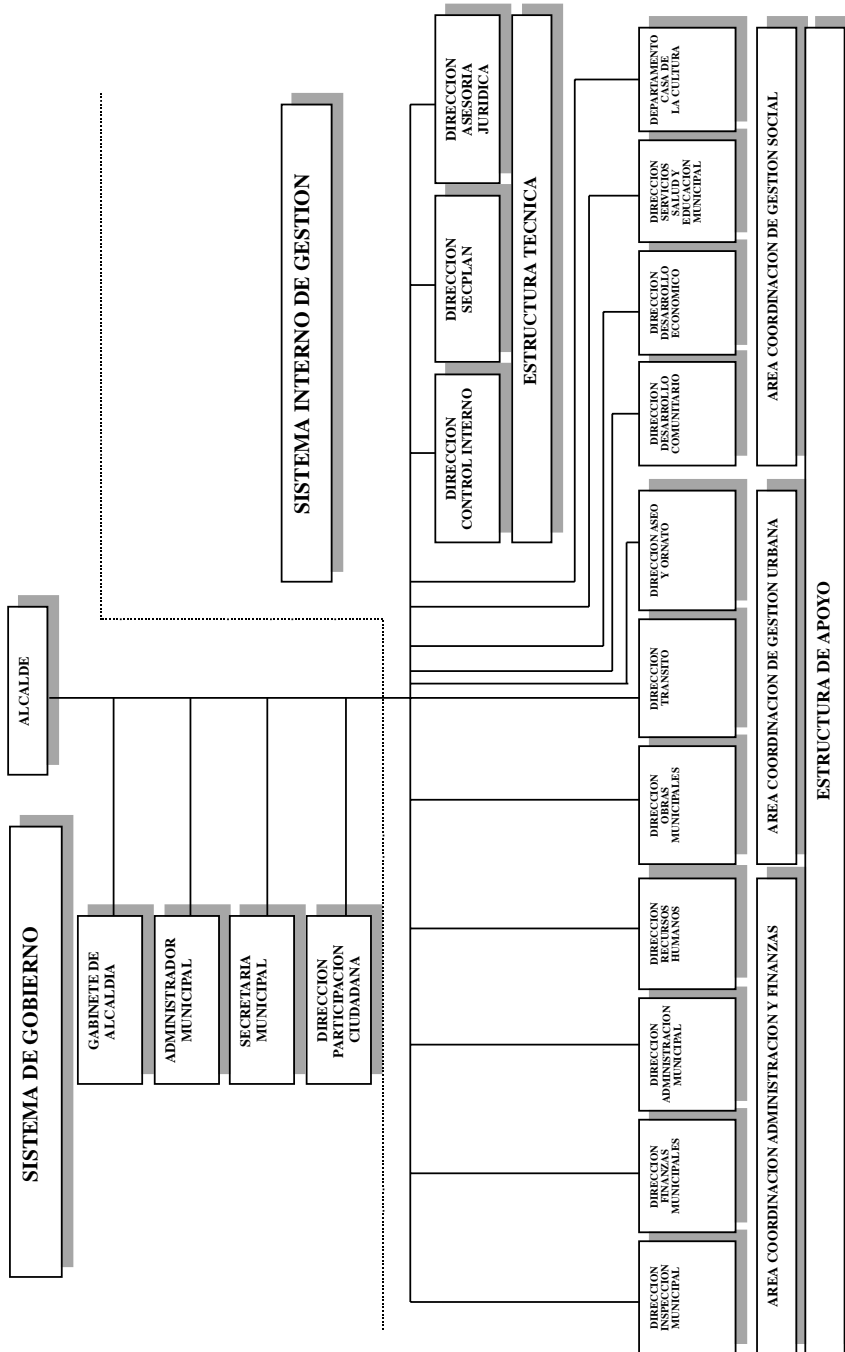 SISTEMA DE GOBIERNO
ALCALDE
GABINETE DE
ALCALDIA
ADMINISTRADOR
MUNICIPAL
SECRETARIA
MUNICIPAL
DIRECCION
PARTICIPACION
CIUDADANA
SISTEMA INTERNO DE GESTION
DIRECCION
CONTROL INTERNO
DIRECCION
SECPLAN
DIRECCION
ASESORIA
JURIDICA
ESTRUCTURA TECNICA
DIRECCION
INSPECCION
MUNICIPAL
DIRECCION
FINANZAS
MUNICIPALES
DIRECCION
ADMINISTRACION
MUNICIPAL
DIRECCION
RECURSOS
HUMANOS
DIRECCION
OBRAS
MUNICIPALES
DIRECCION
TRANSITO
DIRECCION ASEO
Y ORNATO
DIRECCION
DESARROLLO
COMUNITARIO
DIRECCION
DESARROLLO
ECONOMICO
DIRECCION
SERVICIOS
SALUD Y
EDUCACION
MUNICIPAL
DEPARTAMENTO
CASA DE
LA CULTURA
AREA COORDINACION ADMINISTRACION Y FINANZAS
AREA COORDINACION DE GESTION URBANA
AREA COORDINACION DE GESTION SOCIAL
ESTRUCTURA DE APOYO